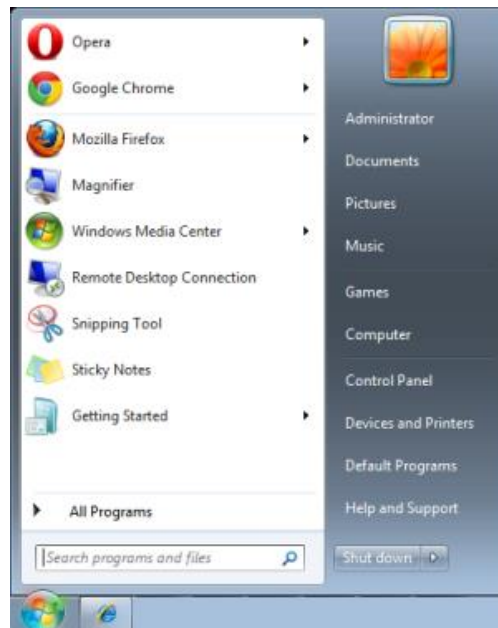 Opera
Google Chrome
Mozilla Firefox
Magnifier
Windows Media Center
Remote Desktop Connection
Snipping Tool
Sticky Notes
Getting Started
All Programs
Search programs and files
Administrator
Documents
Pictures
Music
Games
Computer
Control Panel
Devices and Printers
Default Programs
Help and Support
Shut down